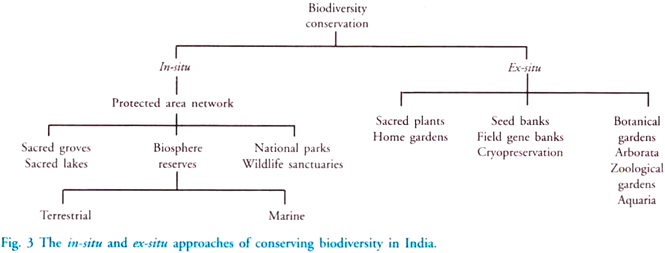 Biodiversity
conservation
In-situ
Ex-situ
Protected area network
Sacred groves
Sacred lakes
Biosphere
reserves
National parks
Wildlife sanctuaries
Terrestrial
Marine
Sacred plants
Home gardens
Seed banks
Field gene banks
Cryopreservation
Botanical
gardens
Arborata
Zoological
gardens
Aquaria
Fig. 3 The in-situ and ex-situ approaches of conserving biodiversity in India.